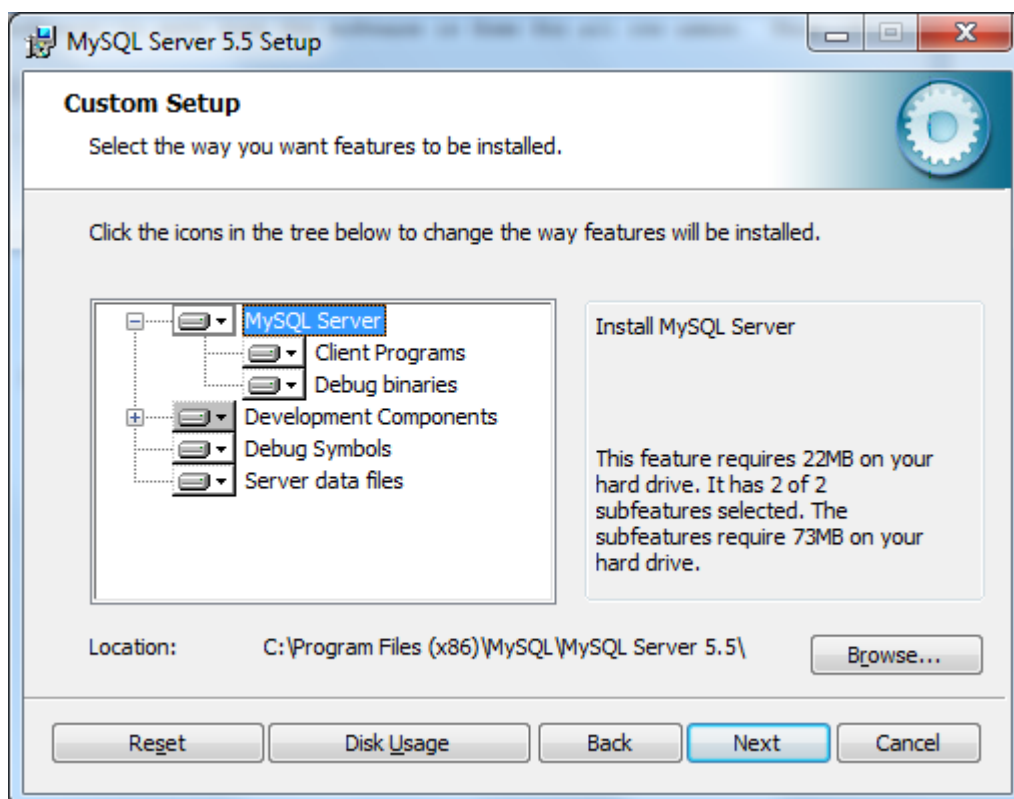 MySQL Server 5.5 Setup
Custom Setup
Select the way you want features to be installed.
Click the icons in the tree below to change the way features will be installed.
MySQL Server
Client Programs
Debug binaries
Development Components
Debug Symbols
Server data files
Install MySQL Server
This feature requires 22MB on your
hard drive. It has 2 of 2
subfeatures selected. The
subfeatures require 73MB on your
hard drive.
Location: C:\Program Files (x86)\MySQL\MySQL Server 5.5\
Browse...
Reset Disk Usage Back Next Cancel